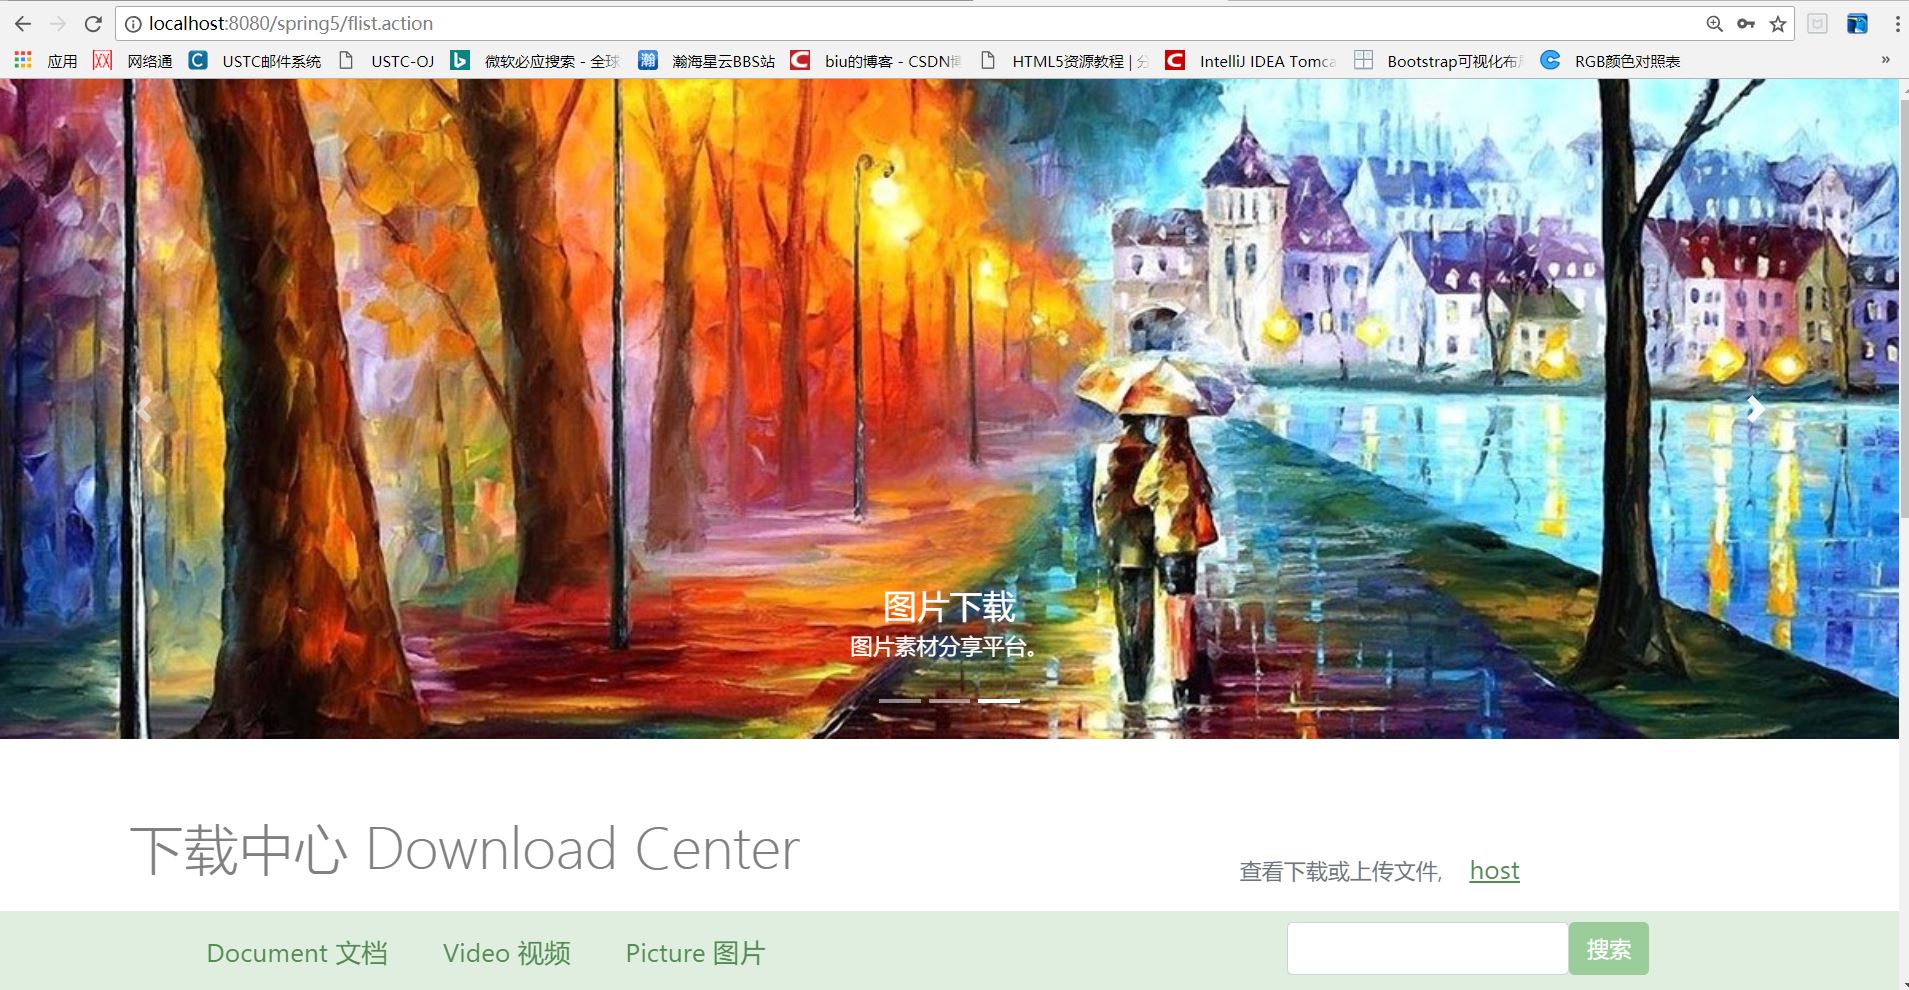 localhost:8080/spring5/flist.action
应用 网络通 USTC邮件系统 USTC-OJ 微软必应搜索 - 全球 瀚海星云BBS站 biu的博客 - CSDN博 HTML5资源教程 | 分 IntelliJ IDEA Tomca Bootstrap可视化布 RGB颜色对照表 »
图片下载
图片素材分享平台。
下载中心 Download Center
查看下载或上传文件, host
Document 文档 Video 视频 Picture 图片 搜索